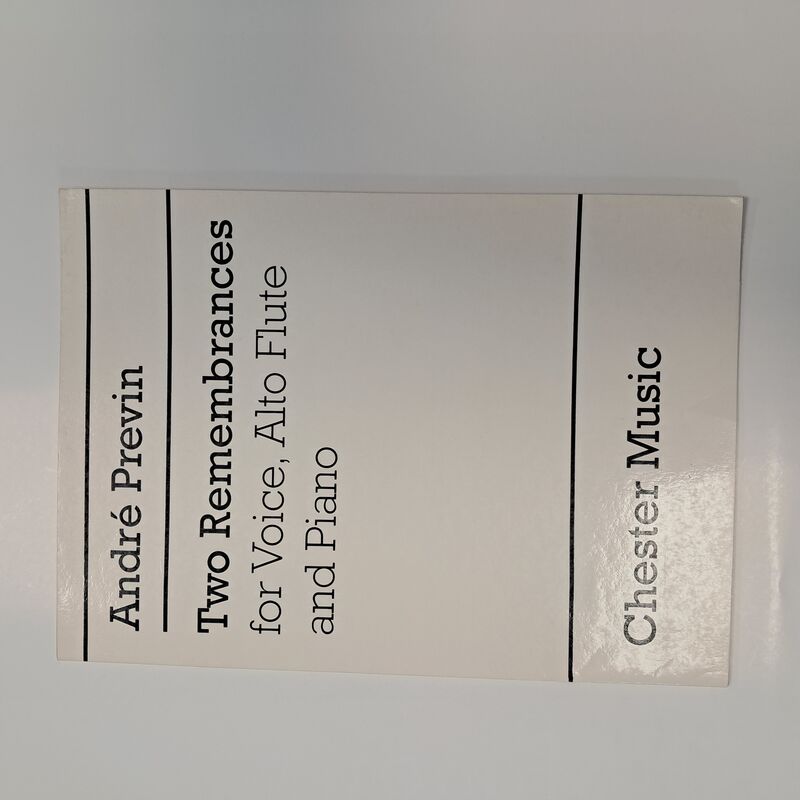 André Previn
Two Remembrances
for Voice, Alto Flute
and Piano
Chester Music